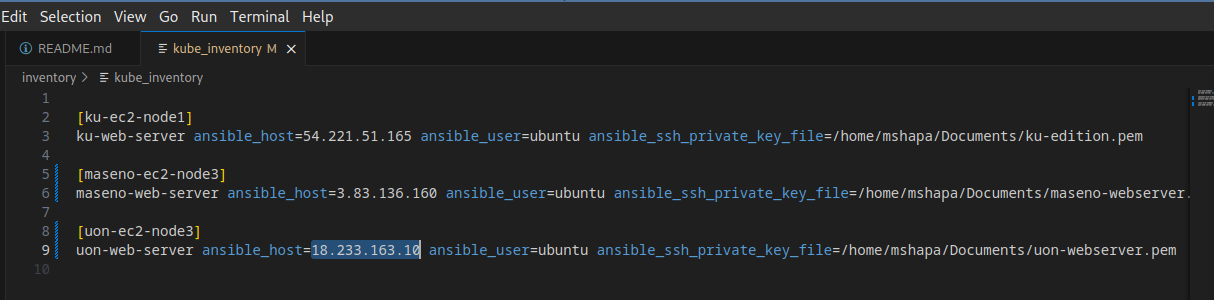 Edit Selection View Go Run Terminal Help
README.md kube_inventory M
inventory > kube_inventory
1
2 [ku-ec2-node1]
3 ku-web-server ansible_host=54.221.51.165 ansible_user=ubuntu ansible_ssh_private_key_file=/home/mshapa/Documents/ku-edition.pem
4
5 [maseno-ec2-node3]
6 maseno-web-server ansible_host=3.83.136.160 ansible_user=ubuntu ansible_ssh_private_key_file=/home/mshapa/Documents/maseno-webserver.
7
8 [uon-ec2-node3]
9 uon-web-server ansible_host=18.233.163.10 ansible_user=ubuntu ansible_ssh_private_key_file=/home/mshapa/Documents/uon-webserver.pem
10